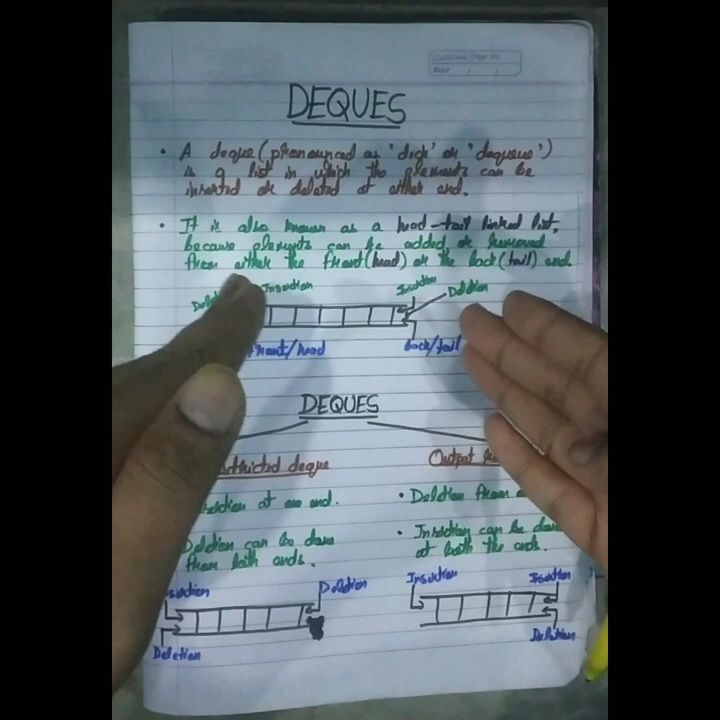 DEQUES
• A deque (pronounced as 'deck' or 'dequeue')
is a list in which the elements can be
inserted or deleted at either end.
• It is also known as a head-tail linked list,
because elements can be added or removed
from either the front (head) or the back (tail) end.
Insertion Insertion Deletion
Front/head back/tail
DEQUES
restricted deque Output
Insertion at one end. • Deletion from
Deletion can be done
from both ends.
• Insertion can be done
at both the ends.
Insertion Deletion Insertion Insertion
Deletion Deletion